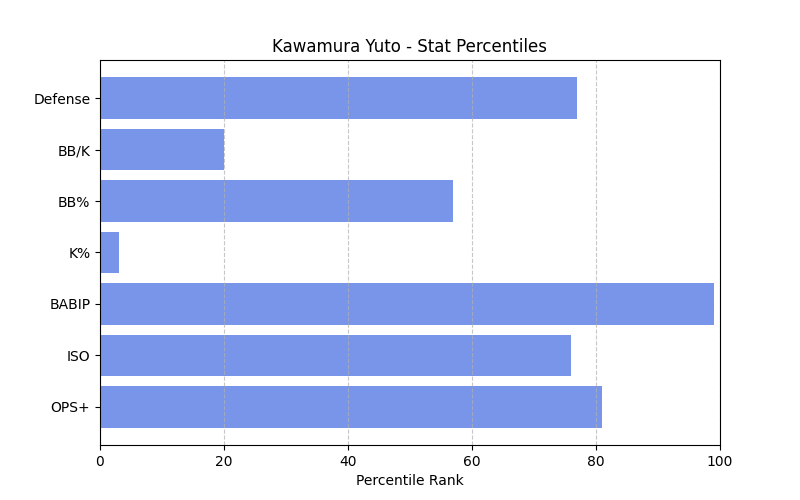 Kawamura Yuto - Stat Percentiles
Defense
BB/K
BB%
K%
BABIP
ISO
OPS+
0 20 40 60 80 100
Percentile Rank